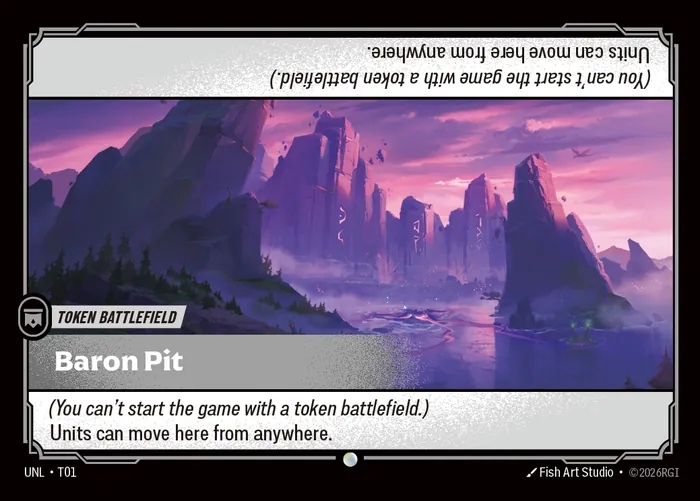 Units can move here from anywhere.
(You can't start the game with a token battlefield.)
TOKEN BATTLEFIELD
Baron Pit
(You can't start the game with a token battlefield.)
Units can move here from anywhere.
UNL • T01
Fish Art Studio • ©2026RGI